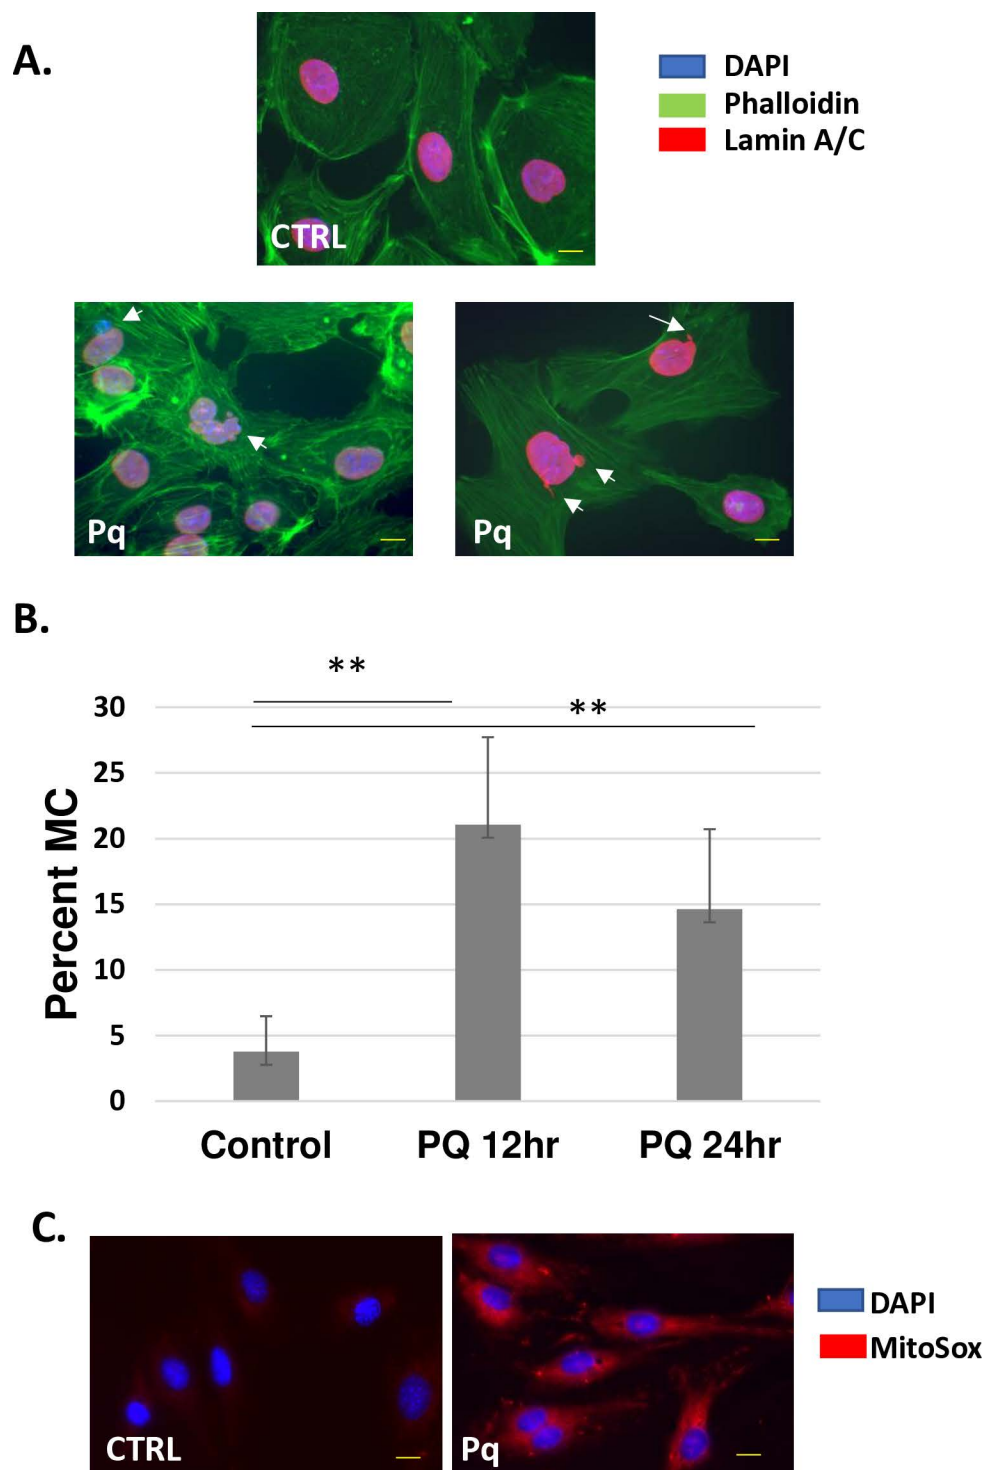 A.
DAPI
Phalloidin
Lamin A/C
CTRL
Pq
Pq
B.
**
**
30
25
20
15
10
5
0
Percent MC
Control
PQ 12hr
PQ 24hr
C.
DAPI
MitoSox
CTRL
Pq